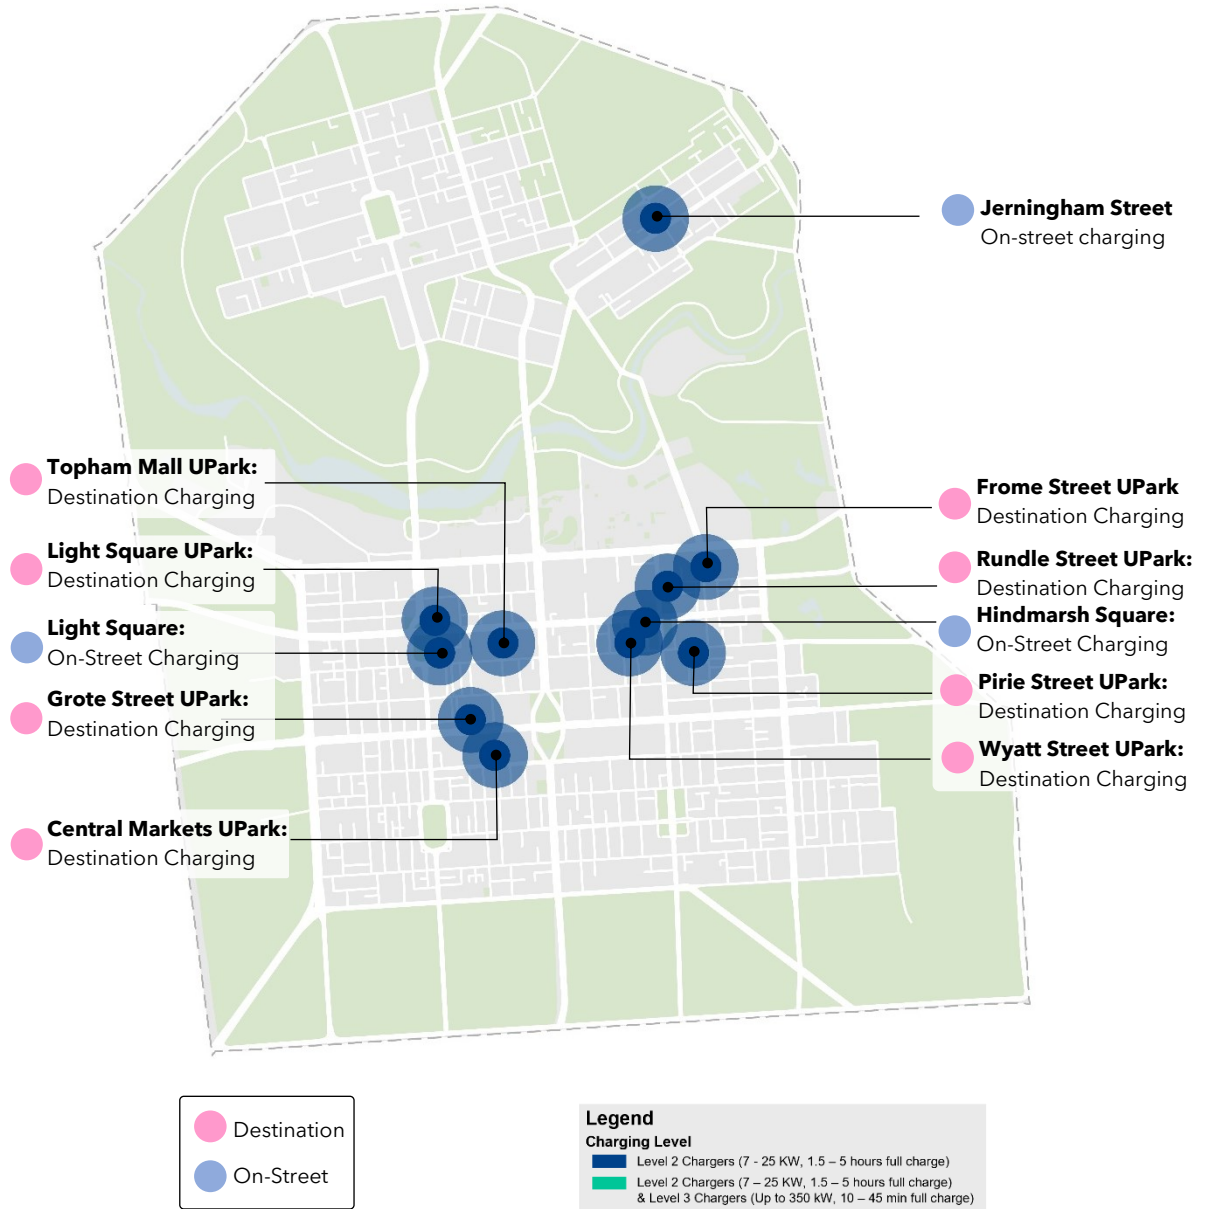 Jerningham Street
On-street charging
Topham Mall UPark:
Destination Charging
Light Square UPark:
Destination Charging
Light Square:
On-Street Charging
Grote Street UPark:
Destination Charging
Central Markets UPark:
Destination Charging
Frome Street UPark
Destination Charging
Rundle Street UPark:
Destination Charging
Hindmarsh Square:
On-Street Charging
Pirie Street UPark:
Destination Charging
Wyatt Street UPark:
Destination Charging
Destination
On-Street
Legend
Charging Level
Level 2 Chargers (7 - 25 KW, 1.5 – 5 hours full charge)
Level 2 Chargers (7 – 25 KW, 1.5 – 5 hours full charge)
& Level 3 Chargers (Up to 350 kW, 10 – 45 min full charge)